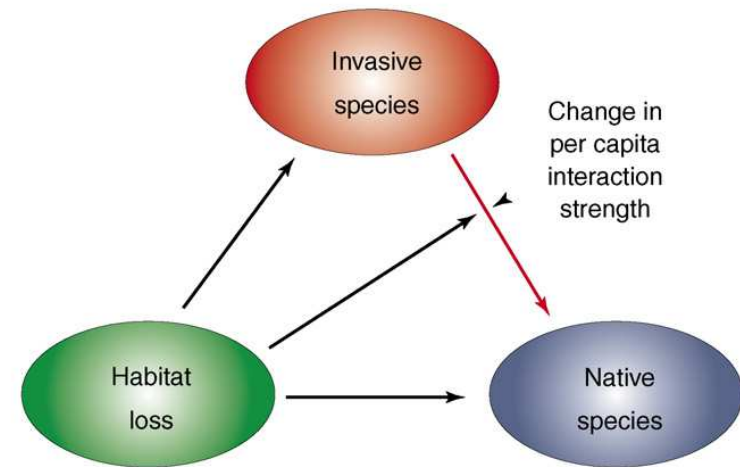 Invasive
species
Change in
per capita
interaction
strength
Habitat
loss
Native
species